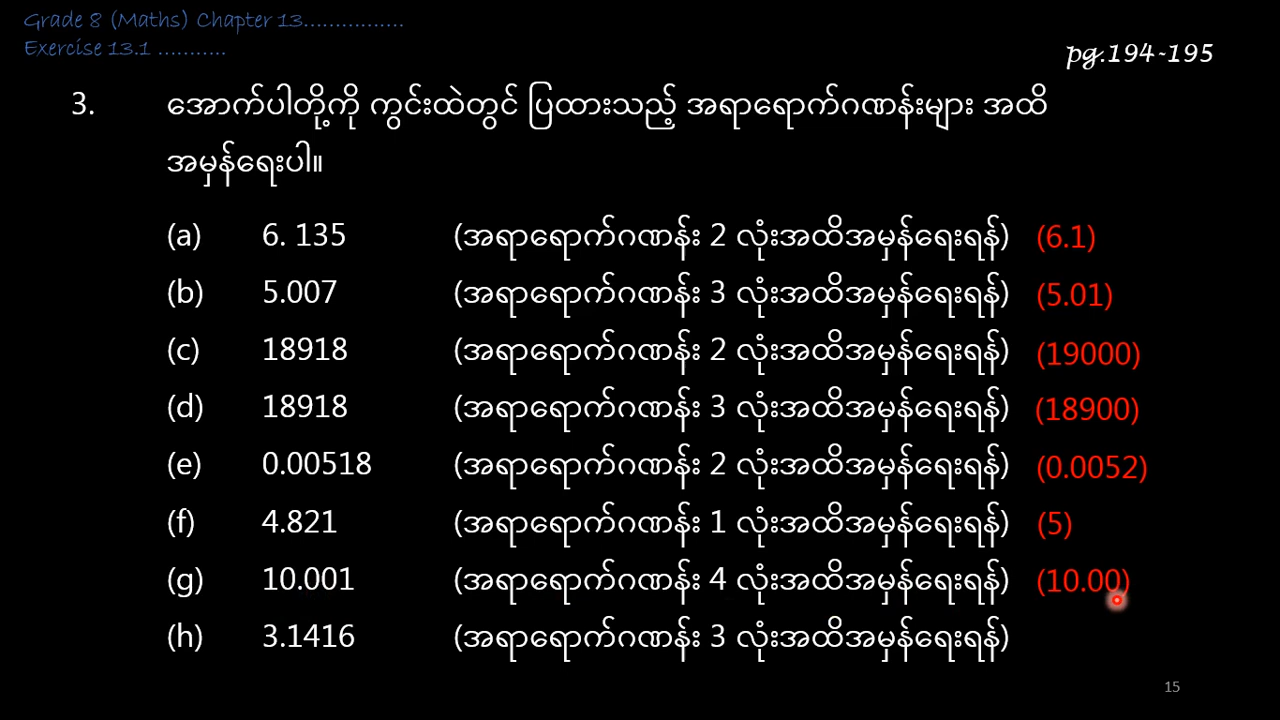 Grade 8 (Maths) Chapter 13................
Exercise 13.1 ...........
pg.194-195
3. အောက်ပါတို့ကို ကွင်းထဲတွင် ပြထားသည့် အရာရောက်ဂဏန်းများ အထိ
အမှန်ရေးပါ။
(a) 6. 135 (အရာရောက်ဂဏန်း 2 လုံးအထိအမှန်ရေးရန်) (6.1)
(b) 5.007 (အရာရောက်ဂဏန်း 3 လုံးအထိအမှန်ရေးရန်) (5.01)
(c) 18918 (အရာရောက်ဂဏန်း 2 လုံးအထိအမှန်ရေးရန်) (19000)
(d) 18918 (အရာရောက်ဂဏန်း 3 လုံးအထိအမှန်ရေးရန်) (18900)
(e) 0.00518 (အရာရောက်ဂဏန်း 2 လုံးအထိအမှန်ရေးရန်) (0.0052)
(f) 4.821 (အရာရောက်ဂဏန်း 1 လုံးအထိအမှန်ရေးရန်) (5)
(g) 10.001 (အရာရောက်ဂဏန်း 4 လုံးအထိအမှန်ရေးရန်) (10.00)
(h) 3.1416 (အရာရောက်ဂဏန်း 3 လုံးအထိအမှန်ရေးရန်)
15